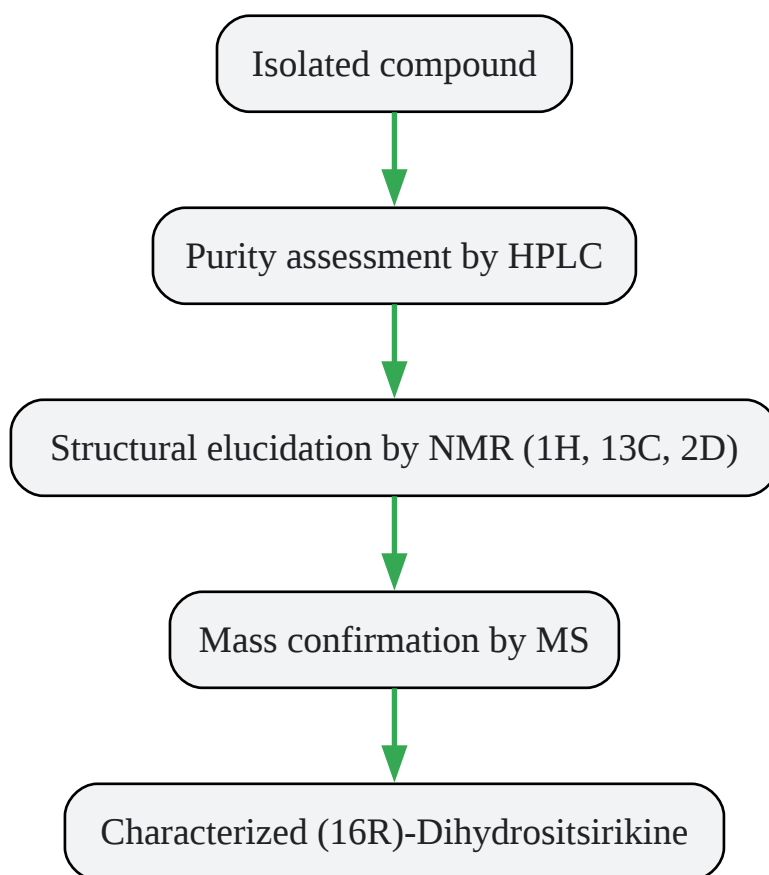 Isolated compound
Purity assessment by HPLC
Structural elucidation by NMR (1H, 13C, 2D)
Mass confirmation by MS
Characterized (16R)-Dihydrositsirikine